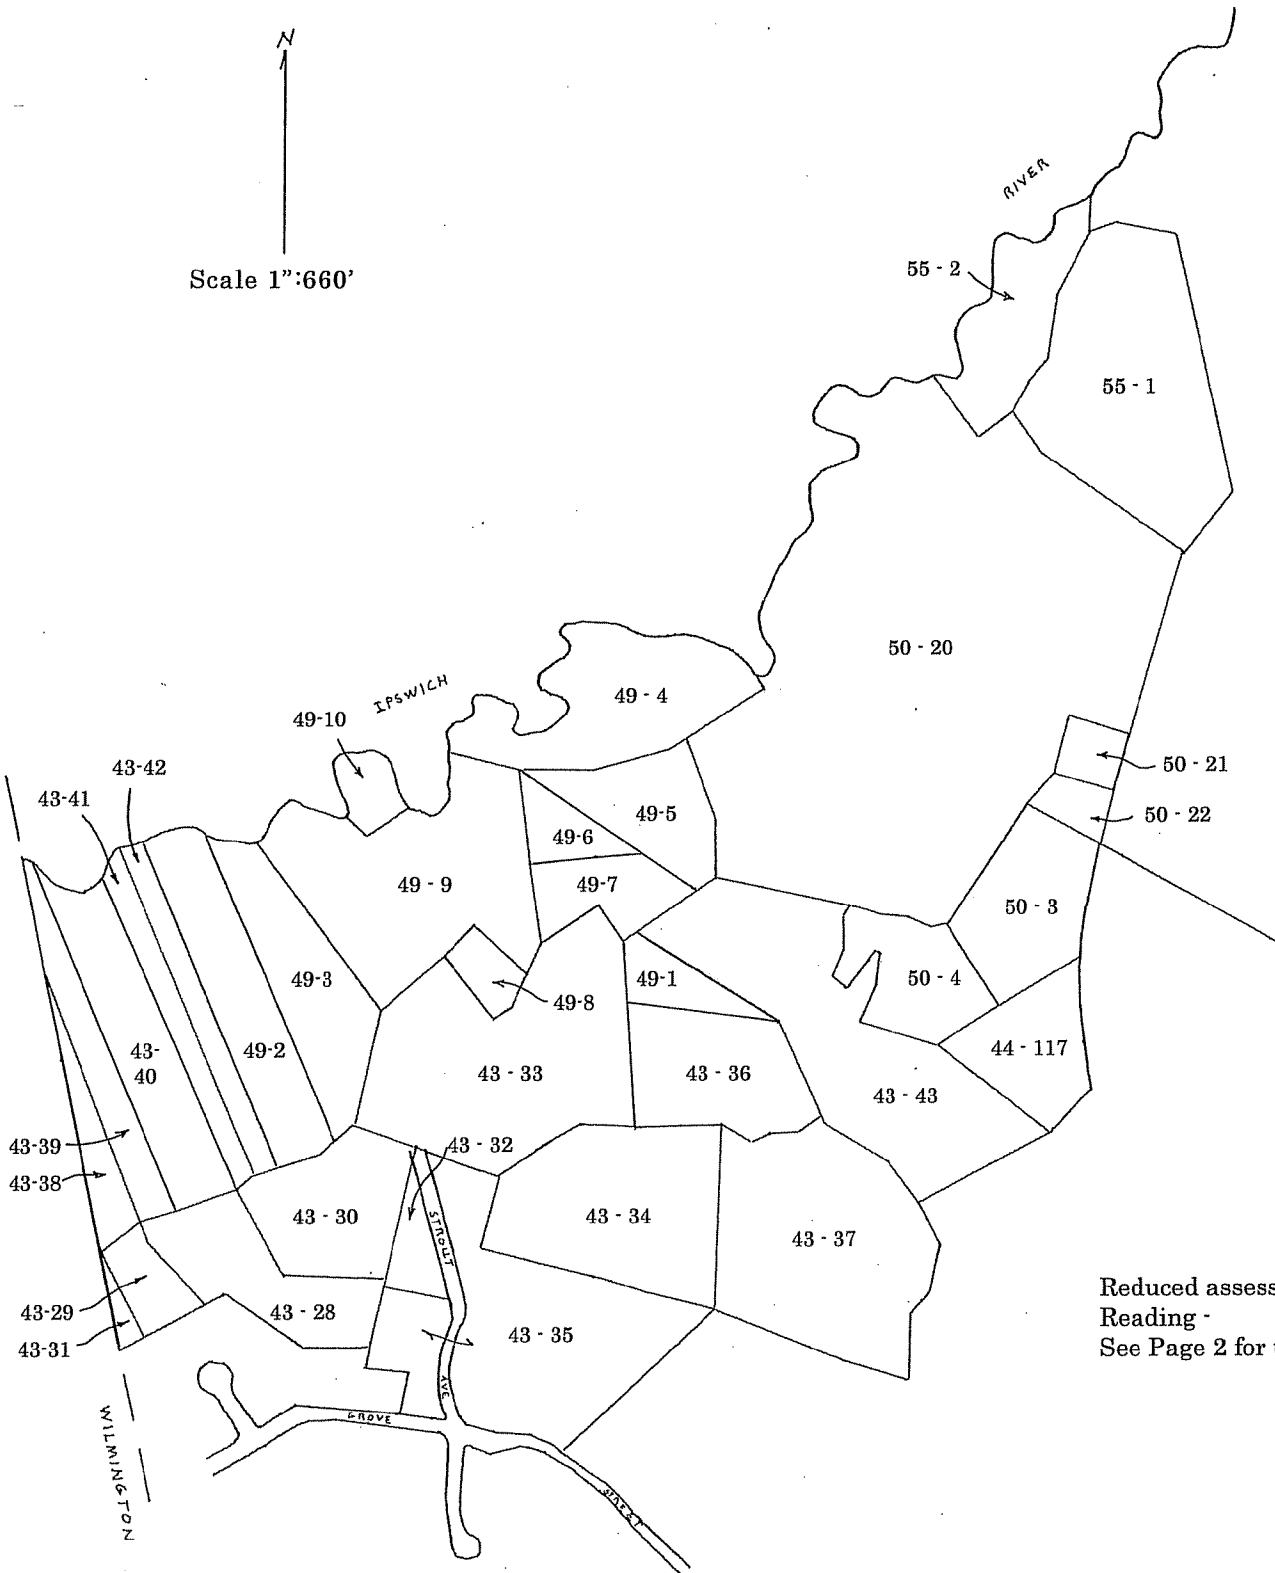 N
Scale 1":660'
RIVER
55 - 2
55 - 1
50 - 20
IPSWICH
49 - 4
49-10
43-42
43-41
50 - 21
50 - 22
49-5
49-6
49-7
49 - 9
50 - 3
49-3
49-1
50 - 4
49-8
43-
40
49-2
43 - 33
43 - 36
44 - 117
43 - 43
43-39
43-38
43 - 32
43 - 30
STROUT
AVE
43 - 34
43 - 37
43-29
43-31
43 - 28
43 - 35
Reduced assess
Reading -
See Page 2 for
GROVE
STREET
WILMINGTON